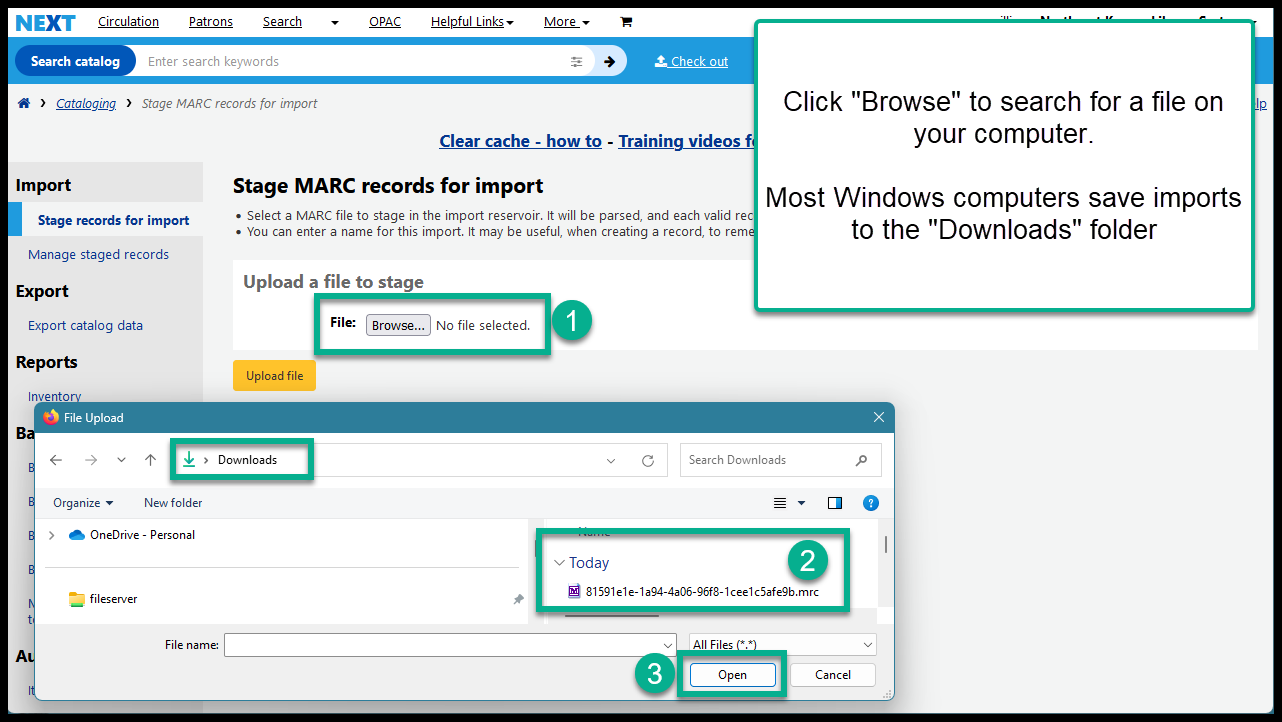 NEXT Circulation Patrons Search OPAC Helpful Links More
Search catalog Enter search keywords Check out
Cataloging Stage MARC records for import
Clear cache - how to - Training videos
Click "Browse" to search for a file on
your computer.
Most Windows computers save imports
to the "Downloads" folder
Import
Stage records for import
Manage staged records
Export
Export catalog data
Reports
Inventory
Stage MARC records for import
• Select a MARC file to stage in the import reservoir. It will be parsed, and each valid
• You can enter a name for this import. It may be useful, when creating a record, to
Upload a file to stage
File: Browse... No file selected.
1
Upload file
File Upload
Downloads
Search Downloads
Organize New folder
?
OneDrive - Personal
fileserver
Name
Today
2
81591e1e-1a94-4a06-96f8-1cee1c5afe9b.mrc
File name:
All Files (*.*)
3
Open Cancel